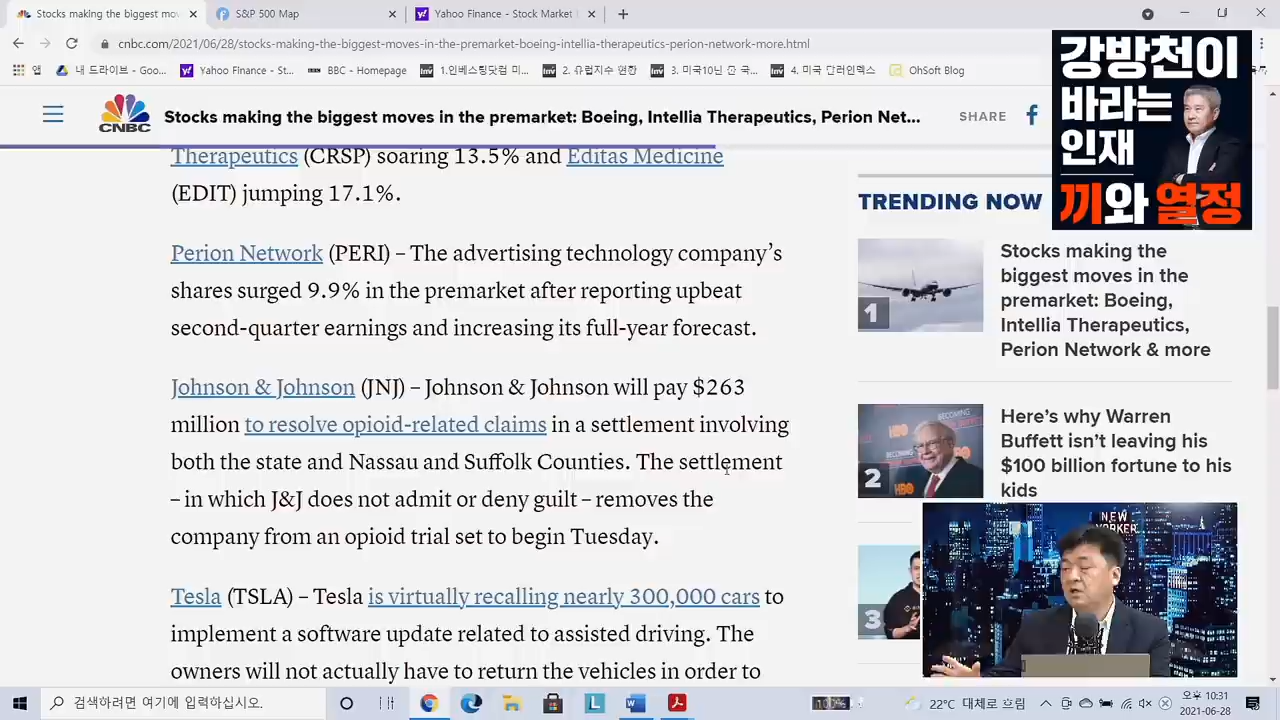 Stocks making the biggest mov
S&P 500 Map
Yahoo Finance - Stock Market
cnbc.com/2021/06/28/stocks-making-the-biggest-moves-in-
ket-boeing-intellia-therapeutics-perion-network-more.html
앱
내 드라이브 - Goo...
Yahoo Finance - St...
BBC - Homepage
1.인베스팅닷컴 미...
2. 유럽지수 현황
3. 미국10년 만 국...
4. 미국 단러인덱스
OhSoft Blog
CNBC
Stocks making the biggest moves in the premarket: Boeing, Intellia Therapeutics, Perion Net...
SHARE
강방천이
바라는
인재
끼와 열정
Therapeutics (CRSP) soaring 13.5% and Editas Medicine
(EDIT) jumping 17.1%.
Perion Network (PERI) – The advertising technology company’s
shares surged 9.9% in the premarket after reporting upbeat
second-quarter earnings and increasing its full-year forecast.
Johnson & Johnson (JNJ) – Johnson & Johnson will pay $263
million to resolve opioid-related claims in a settlement involving
both the state and Nassau and Suffolk Counties. The settlement
– in which J&J does not admit or deny guilt – removes the
company from an opioid trial set to begin Tuesday.
Tesla (TSLA) – Tesla is virtually recalling nearly 300,000 cars to
implement a software update related to assisted driving. The
owners will not actually have to return the vehicles in order to
TRENDING NOW
1
Stocks making the
biggest moves in the
premarket: Boeing,
Intellia Therapeutics,
Perion Network & more
2
HBO
HBO
Here’s why Warren
Buffett isn’t leaving his
$100 billion fortune to his
kids
3
NEW
YORKER
검색하려면 여기에 입력하십시오.
100%
22°C 대체로 흐림
오후 10:31
2021-06-28